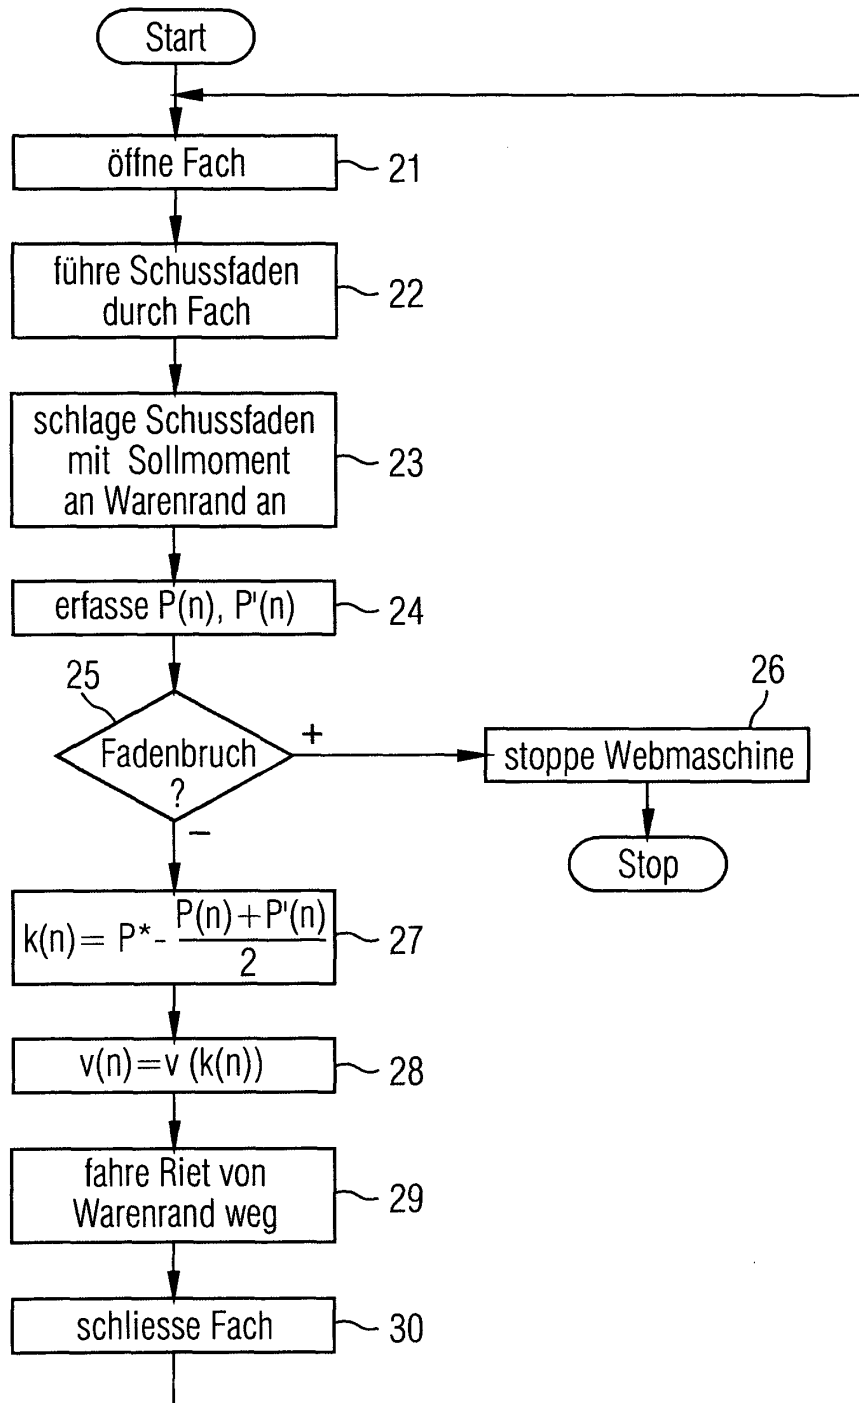 Start
öffne Fach
21
führe Schussfaden
durch Fach
22
schlage Schussfaden
mit Sollmoment
an Warenrand an
23
erfasse P(n), P'(n)
24
25
Fadenbruch
?
+
−
26
stoppe Webmaschine
Stop
k(n) = P* - (P(n) + P'(n))/2
27
v(n) = v (k(n))
28
fahre Riet von
Warenrand weg
29
schliesse Fach
30